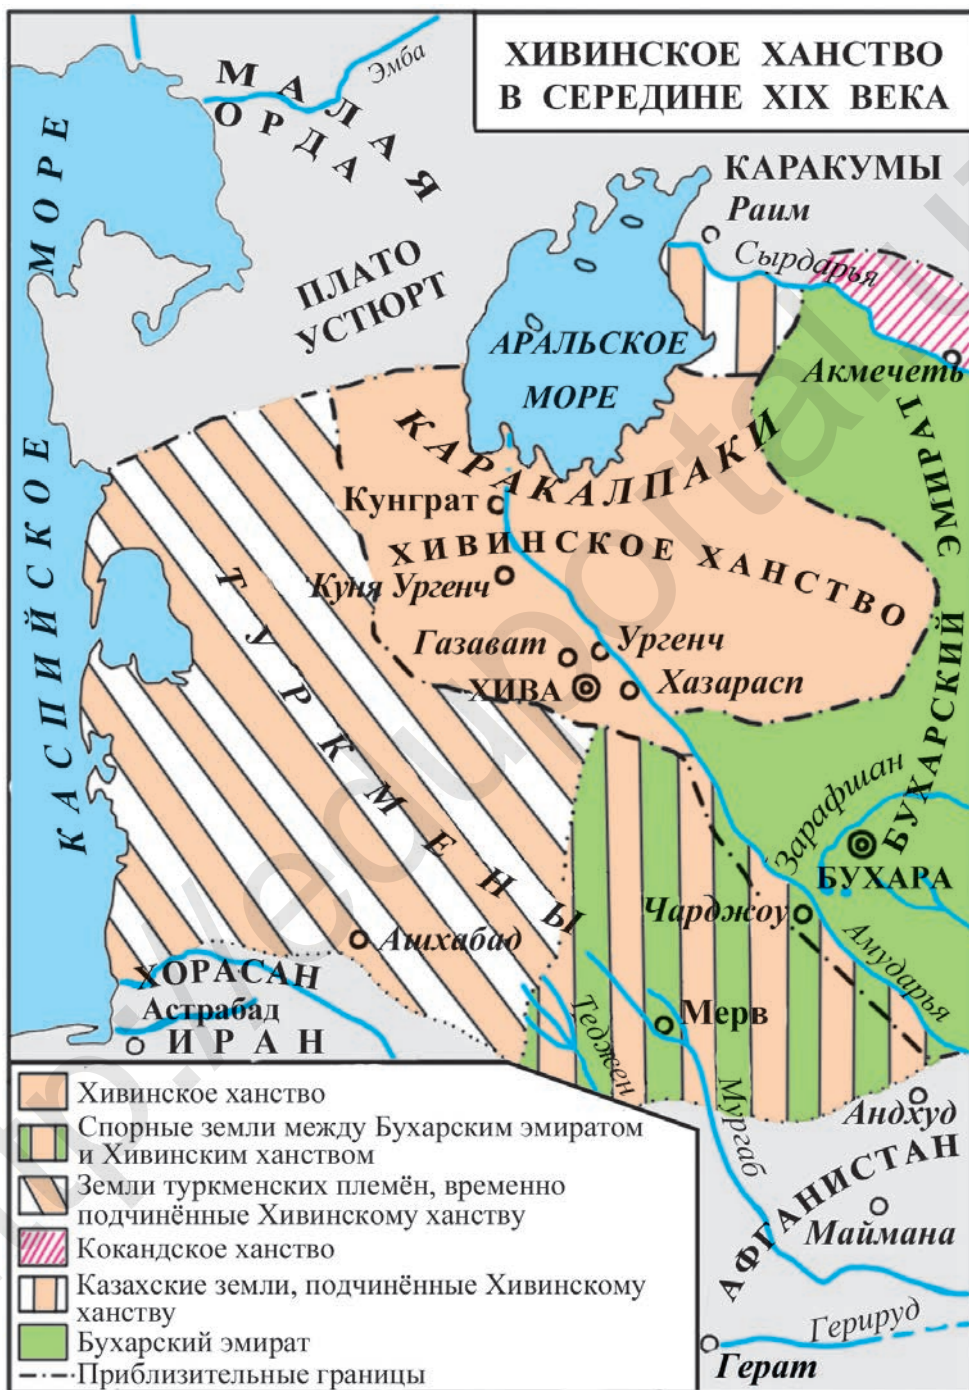 ХИВИНСКОЕ ХАНСТВО
В СЕРЕДИНЕ XIX ВЕКА
Эмба
МАЛАЯ
ОРДА
КАРАКУМЫ
Раим
Сырдарья
ПЛАТО
УСТЮРТ
АРАЛЬСКОЕ
МОРЕ
Акмечеть
КАСПИЙСКОЕ МОРЕ
КАРАКАЛПАКИ
Кунград
ХИВИНСКОЕ ХАНСТВО
Куня Ургенч
Газават
Ургенч
ХИВА
Хазарасп
ТУРКМЕНЫ
БУХАРСКИЙ ЭМИРАТ
Зарафшан
БУХАРА
Чарджоу
Амударья
Ашхабад
ХОРАСАН
Астрабад
ИРАН
Теджен
Мерв
Мургаб
Андхуд
АФГАНИСТАН
Маймана
Герируд
Герат
Хивинское ханство
Спорные земли между Бухарским эмиратом
и Хивинским ханством
Земли туркменских племён, временно
подчинённые Хивинскому ханству
Кокандское ханство
Казахские земли, подчинённые Хивинскому
ханству
Бухарский эмират
Приблизительные границы